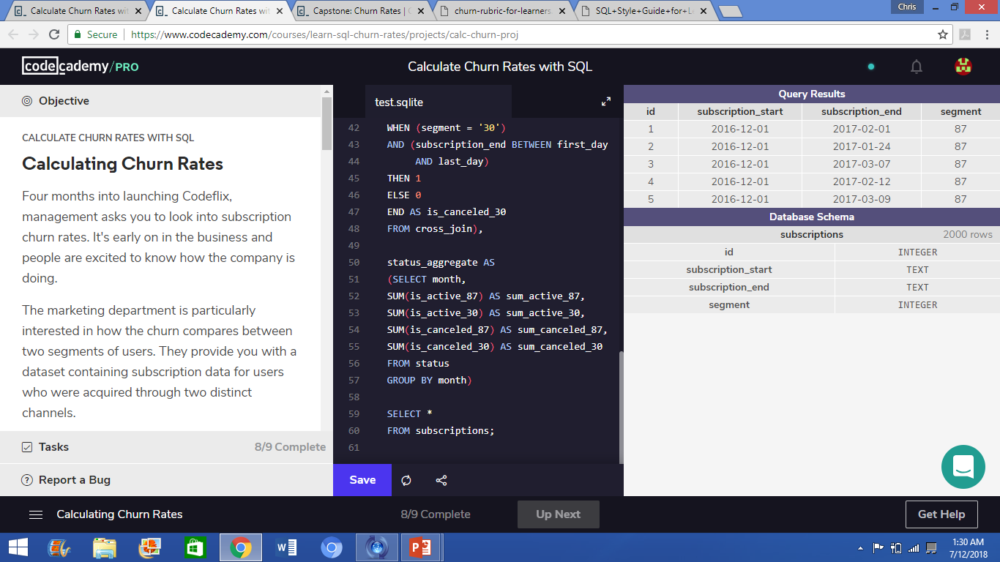 Calculate Churn Rates wit
Calculate Churn Rates wit
Capstone: Churn Rates | C
churn-rubric-for-learners
SQL+Style+Guide+for+L
Chris
Secure
https://www.codecademy.com/courses/learn-sql-churn-rates/projects/calc-churn-proj
codecademy/PRO
Calculate Churn Rates with SQL
Objective
CALCULATE CHURN RATES WITH SQL
Calculating Churn Rates
Four months into launching Codeflix,
management asks you to look into subscription
churn rates. It's early on in the business and
people are excited to know how the company is
doing.
The marketing department is particularly
interested in how the churn compares between
two segments of users. They provide you with a
dataset containing subscription data for users
who were acquired through two distinct
channels.
Tasks 8/9 Complete
Report a Bug
test.sqlite
42 WHEN (segment = '30')
43 AND (subscription_end BETWEEN first_day
44 AND last_day)
45 THEN 1
46 ELSE 0
47 END AS is_canceled_30
48 FROM cross_join),
49
50 status_aggregate AS
51 (SELECT month,
52 SUM(is_active_87) AS sum_active_87,
53 SUM(is_active_30) AS sum_active_30,
54 SUM(is_canceled_87) AS sum_canceled_87,
55 SUM(is_canceled_30) AS sum_canceled_30
56 FROM status
57 GROUP BY month)
58
59 SELECT *
60 FROM subscriptions;
61
Save
Query Results
id subscription_start subscription_end segment
1 2016-12-01 2017-02-01 87
2 2016-12-01 2017-01-24 87
3 2016-12-01 2017-03-07 87
4 2016-12-01 2017-02-12 87
5 2016-12-01 2017-03-09 87
Database Schema
subscriptions 2000 rows
id INTEGER
subscription_start TEXT
subscription_end TEXT
segment INTEGER
Calculating Churn Rates
8/9 Complete
Up Next
Get Help
1:30 AM
7/12/2018